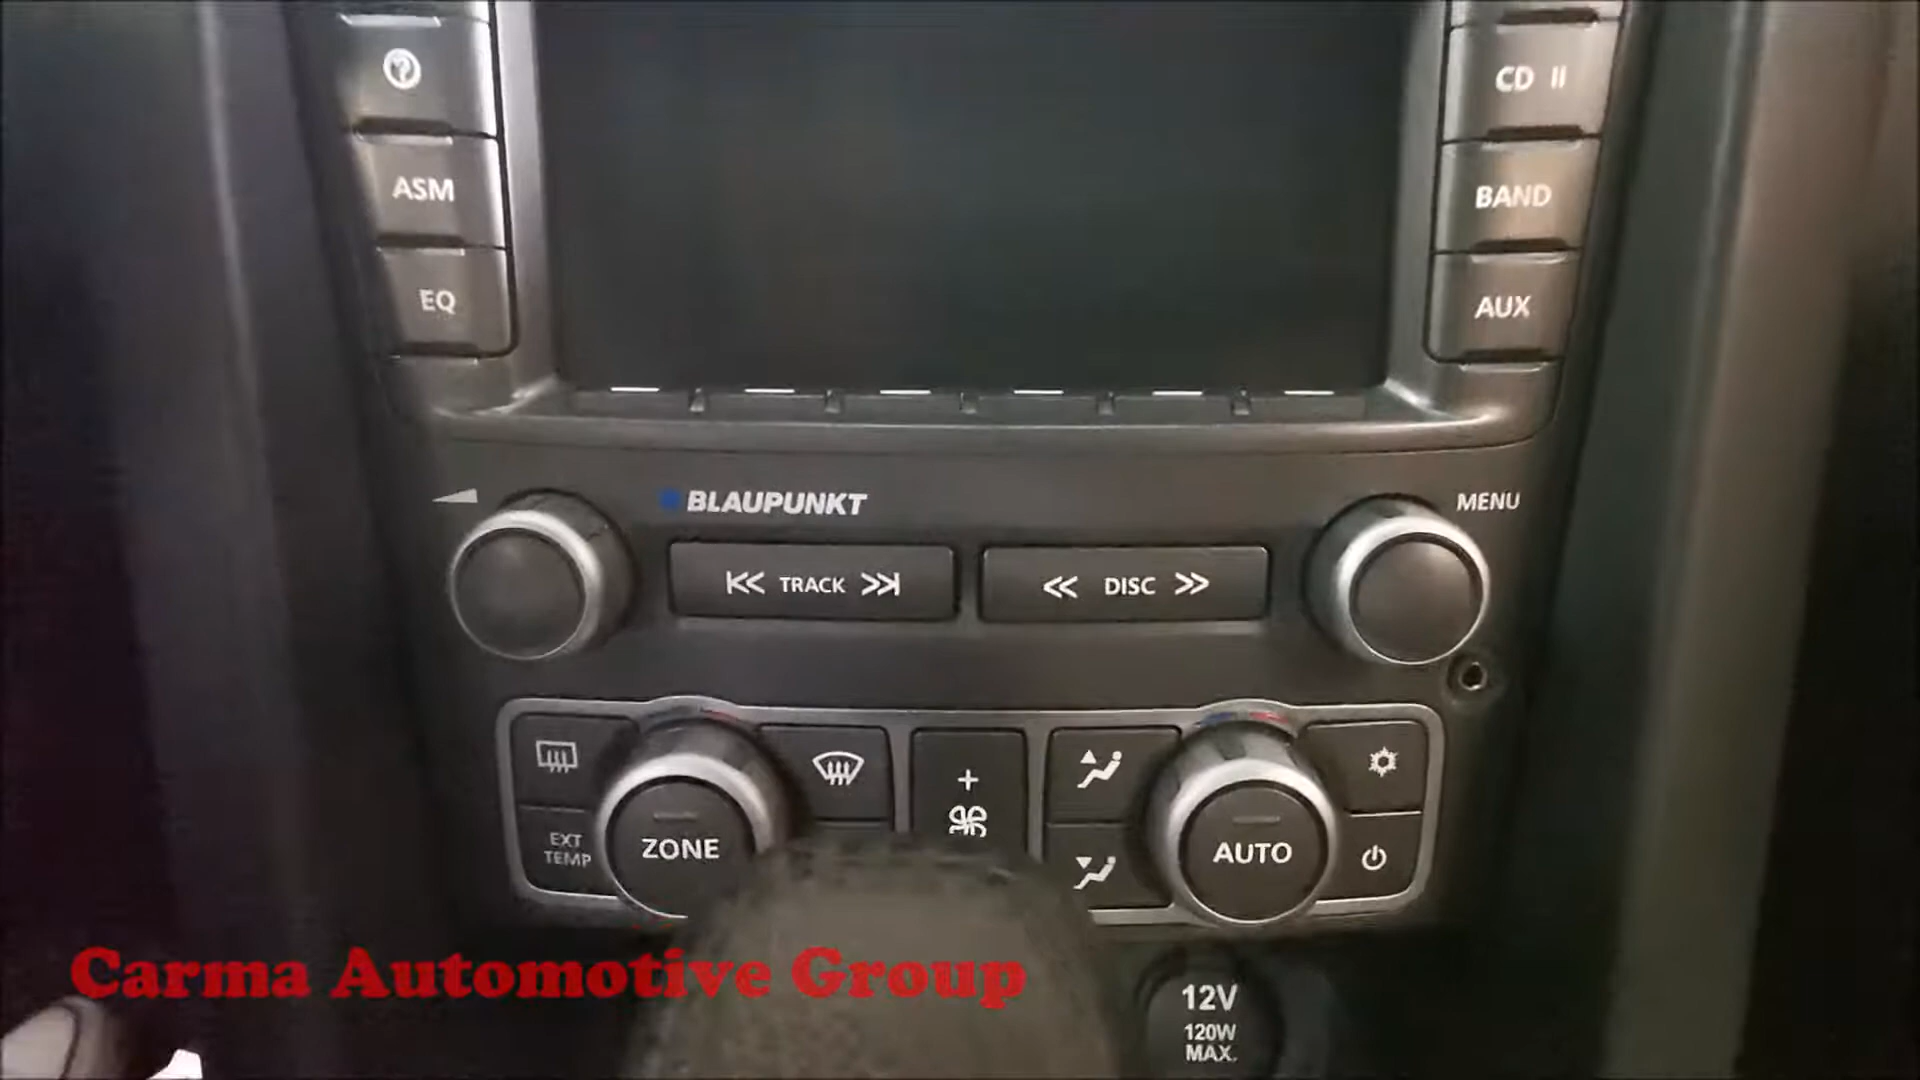 ?
CD II
ASM
BAND
EQ
AUX
BLAUPUNKT
MENU
TRACK
DISC
+
EXT
TEMP
ZONE
AUTO
Carma Automotive Group
12V
120W
MAX.